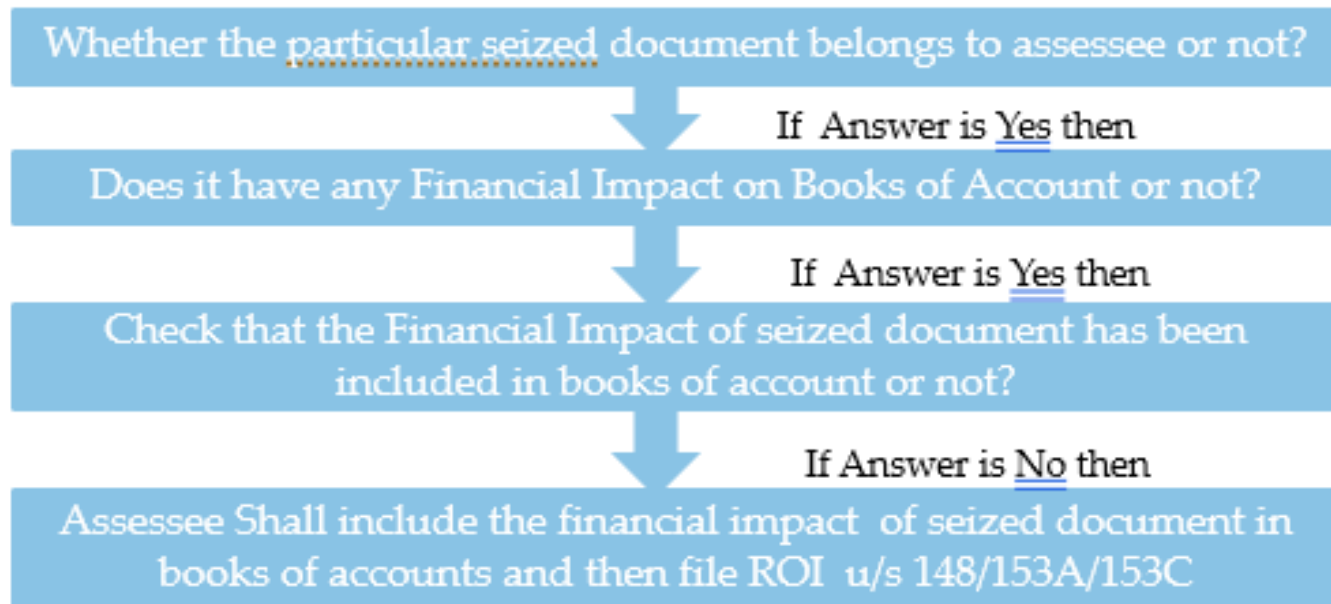 Whether the particular seized document belongs to assessee or not?
If Answer is Yes then
Does it have any Financial Impact on Books of Account or not?
If Answer is Yes then
Check that the Financial Impact of seized document has been
included in books of account or not?
If Answer is No then
Assessee Shall include the financial impact of seized document in
books of accounts and then file ROI u/s 148/153A/153C